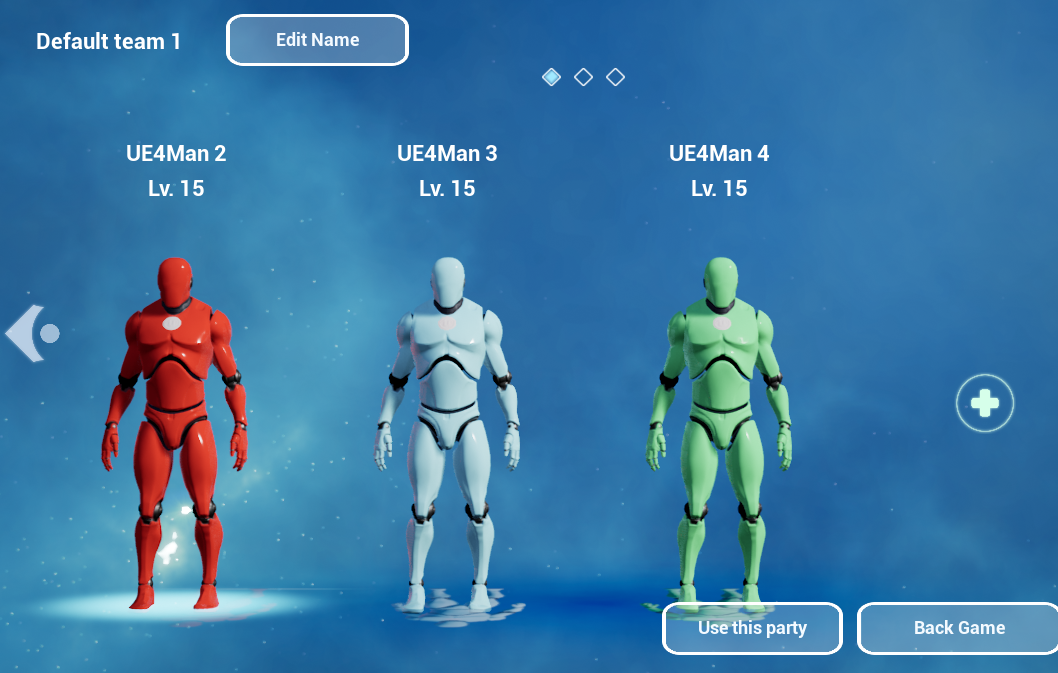 Default team 1
Edit Name
UE4Man 2
Lv. 15
UE4Man 3
Lv. 15
UE4Man 4
Lv. 15
Use this party
Back Game